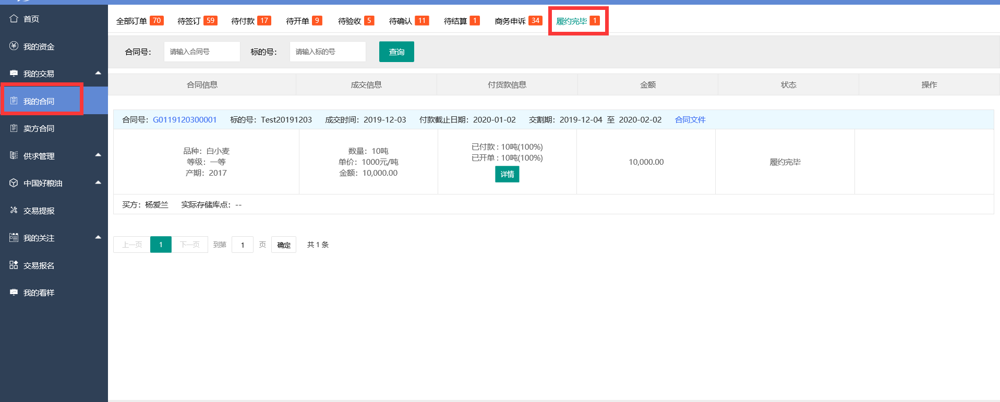 首页
我的资金
我的交易
我的合同
卖方合同
供求管理
中国好粮油
交易提报
我的关注
交易报名
我的看样
全部订单 70 待签订 59 待付款 17 待开单 9 待验收 5 待确认 11 待结算 1 商务申诉 34 履约完毕 1
合同号： 请输入合同号 标的号： 请输入标的号 查询
合同信息 成交信息 付货款信息 金额 状态 操作
合同号：G0119120300001 标的号：Test20191203 成交时间：2019-12-03 付款截止日期：2020-01-02 交割期：2019-12-04 至 2020-02-02 合同文件
品种：白小麦
等级：一等
产期：2017
数量：10吨
单价：1000元/吨
金额：10,000.00
已付款 : 10吨(100%)
已开单 : 10吨(100%)
详情
10,000.00
履约完毕
买方：杨爱兰 实际存储库点：--
上一页 1 下一页 到第 1 页 确定 共 1 条